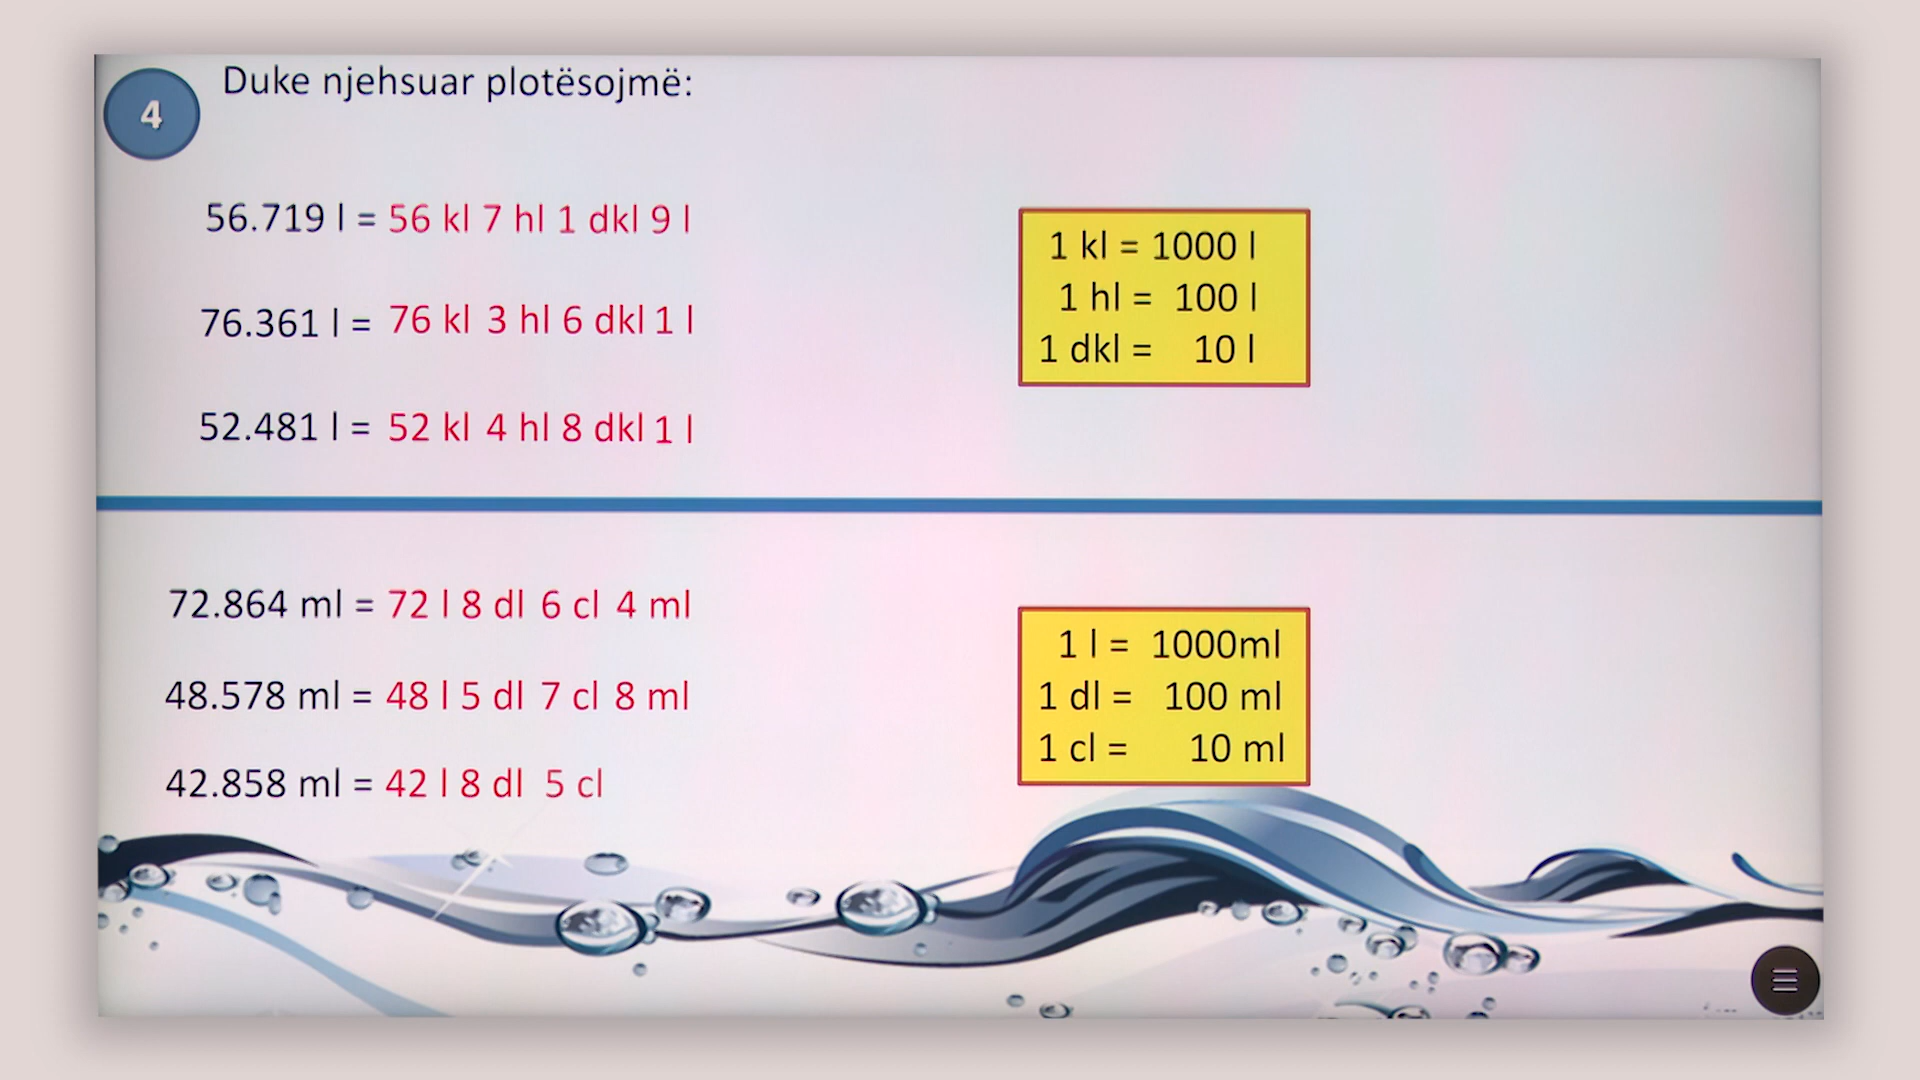 4
Duke njehsuar plotësojmë:
56.719 l = 56 kl 7 hl 1 dkl 9 l
76.361 l = 76 kl 3 hl 6 dkl 1 l
52.481 l = 52 kl 4 hl 8 dkl 1 l
1 kl = 1000 l
1 hl = 100 l
1 dkl = 10 l
72.864 ml = 72 l 8 dl 6 cl 4 ml
48.578 ml = 48 l 5 dl 7 cl 8 ml
42.858 ml = 42 l 8 dl 5 cl
1 l = 1000ml
1 dl = 100 ml
1 cl = 10 ml